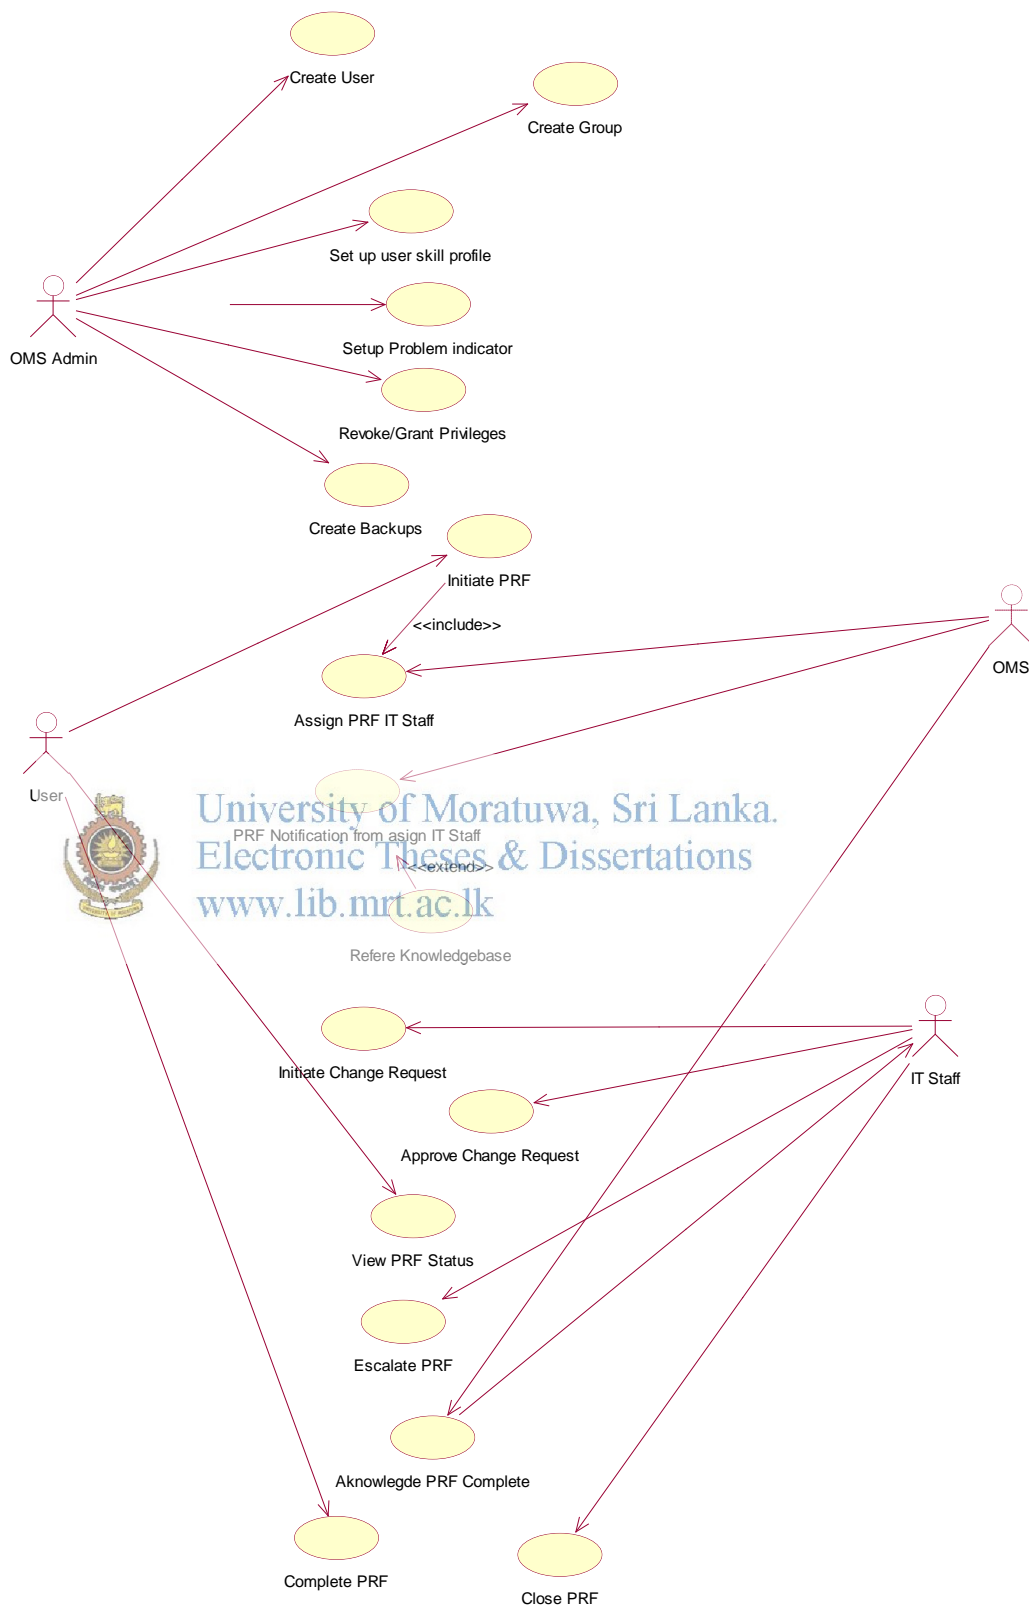 Create User
Create Group
Set up user skill profile
OMS Admin
Setup Problem indicator
Revoke/Grant Privileges
Create Backups
Initiate PRF
<<include>>
OMS
Assign PRF IT Staff
User
University of Moratuwa, Sri Lanka.
PRF Notification from asign IT Staff
Electronic Theses & Dissertations
<<extend>>
www.lib.mrt.ac.lk
Refere Knowledgebase
Initiate Change Request
IT Staff
Approve Change Request
View PRF Status
Escalate PRF
Aknowlegde PRF Complete
Complete PRF
Close PRF